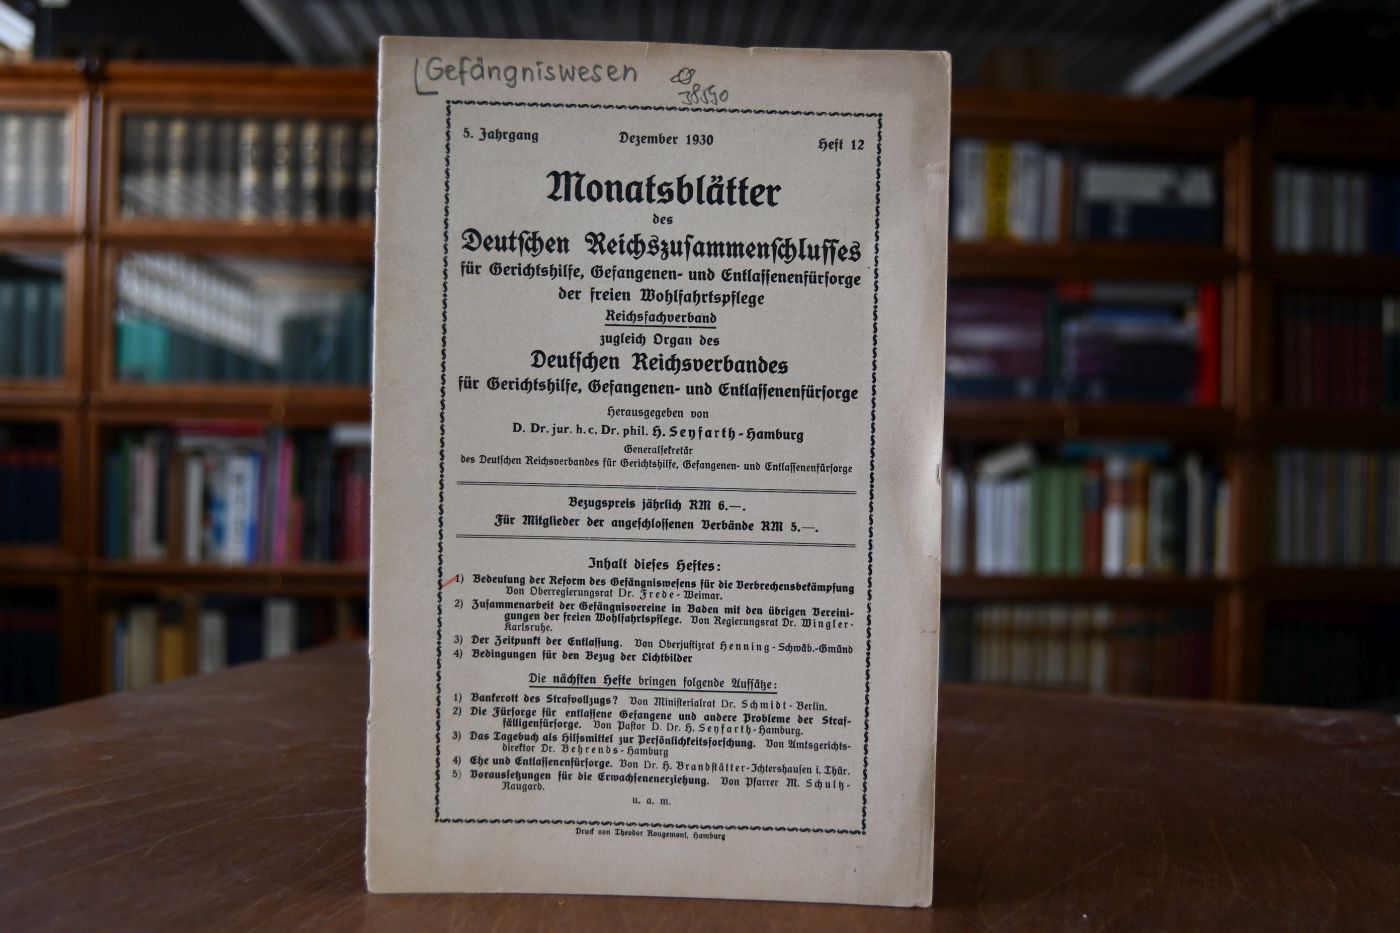 Gefängniswesen
5. Jahrgang Dezember 1930 Heft 12
Monatsblätter
des
Deutschen Reichszusammenschlusses
für Gerichtshilfe, Gefangenen- und Entlassenenfürsorge
der freien Wohlfahrtspflege
Reichsfachverband
zugleich Organ des
Deutschen Reichsverbandes
für Gerichtshilfe, Gefangenen- und Entlassenenfürsorge
Herausgegeben von
D. Dr. jur. h. c. Dr. phil. H. Seyfarth-Hamburg
Generalsekretär
des Deutschen Reichsverbandes für Gerichtshilfe, Gefangenen- und Entlassenenfürsorge
Bezugspreis jährlich RM 6.—.
Für Mitglieder der angeschlossenen Verbände RM 5.—.
Inhalt dieses Heftes:
1) Bedeutung der Reform des Gefängniswesens für die Verbrechensbekämpfung
Von Oberregierungsrat Dr. Frede-Weimar.
2) Zusammenarbeit der Gefängnisvereine in Baden mit den übrigen Vereini-
gungen der freien Wohlfahrtspflege. Von Regierungsrat Dr. Wingler-
Karlsruhe.
3) Der Zeitpunkt der Entlassung. Von Oberjustizrat Henning-Schwäb.-Gmünd
4) Bedingungen für den Bezug der Lichtbilder
Die nächsten Hefte bringen folgende Aufsätze:
1) Bankerott des Strafvollzugs? Von Ministerialrat Dr. Schmidt-Berlin.
2) Die Fürsorge für entlassene Gefangene und andere Probleme der Straf-
fälligenfürsorge. Von Pastor D. Dr. H. Seyfarth-Hamburg.
3) Das Tagebuch als Hilfsmittel zur Persönlichkeitsforschung. Von Amtsgerichts-
direktor Dr. Behrends-Hamburg
4) Ehe und Entlassenenfürsorge. Von Dr. H. Brandstätter-Ichtershausen i. Thür.
5) Voraussetzungen für die Erwachsenenerziehung. Von Pfarrer M. Schultz-
Naugard.
u. a. m.
Druck von Theodor Rougemont, Hamburg